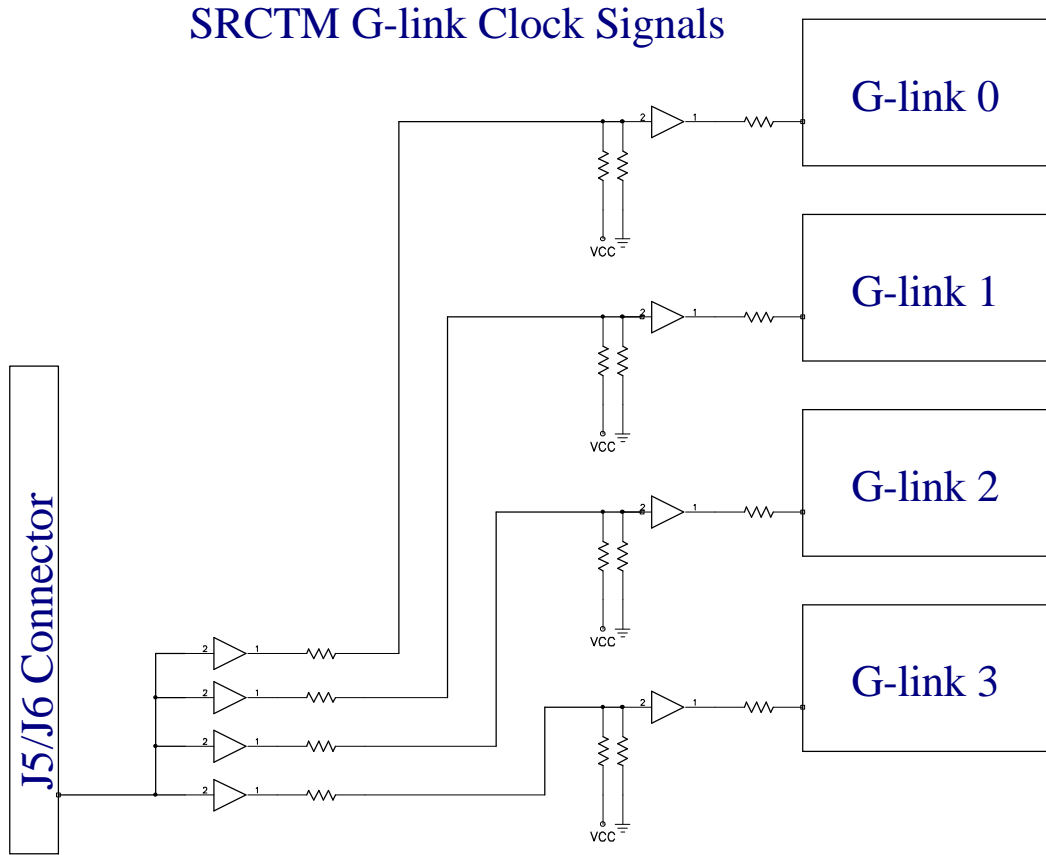 SRCTM G-link Clock Signals
G-link 0
2 1
VCC
G-link 1
2 1
VCC
G-link 2
2 1
VCC
G-link 3
2 1
VCC
J5/J6 Connector
2 1
2 1
2 1
2 1